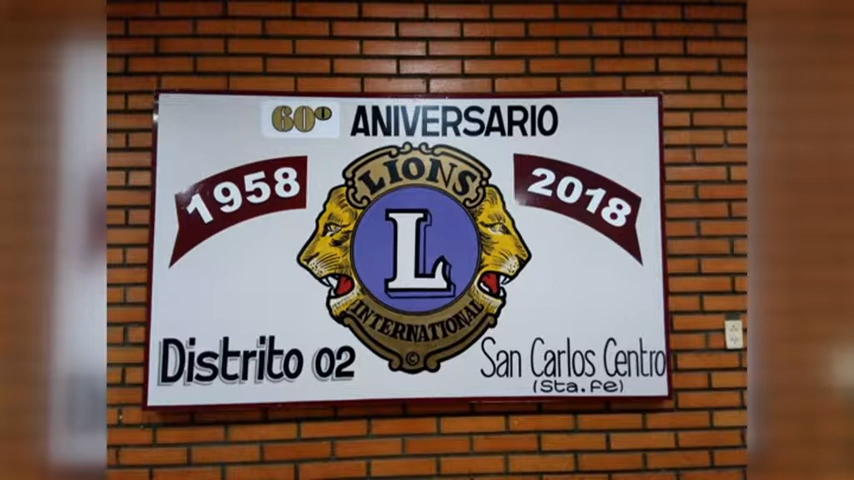 60º ANIVERSARIO
1958
2018
LIONS
L
INTERNATIONAL
©
Distrito 02
San Carlos Centro
(Sta.fe)